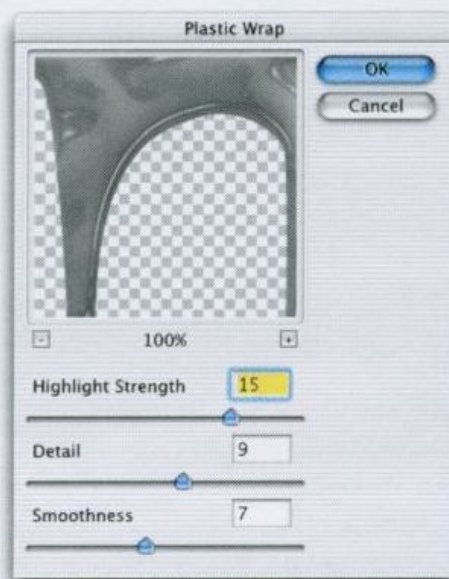 Plastic Wrap
OK
Cancel
-
100%
+
Highlight Strength
15
Detail
9
Smoothness
7